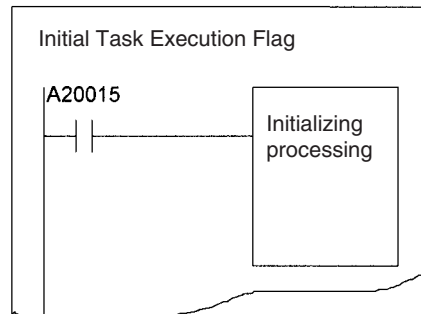 Initial Task Execution Flag
A20015
Initializing
processing